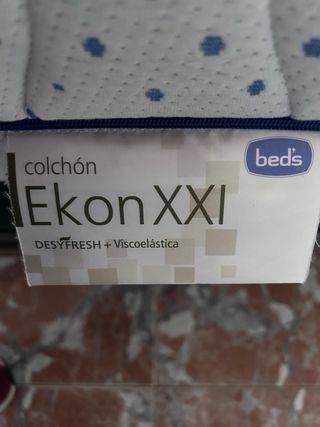 colchón
bed's
Ekon XXI
DESYFRESH + Viscoelástica